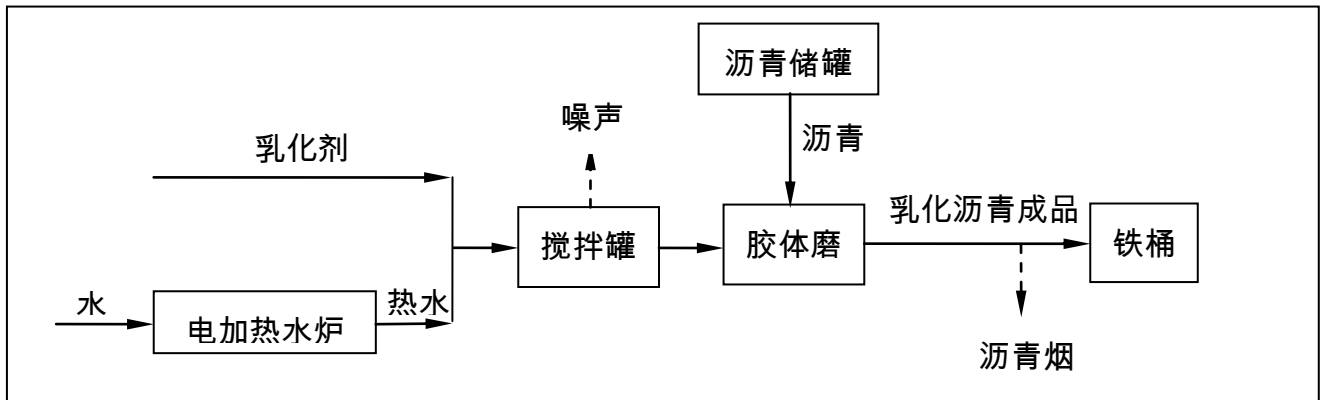 沥青储罐
噪声
沥青
乳化剂
乳化沥青成品
搅拌罐
胶体磨
铁桶
水
热水
电加热水炉
沥青烟